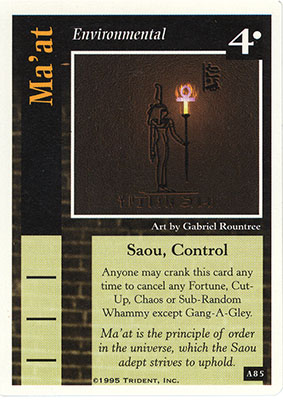 Ma'at
Environmental
4•
Art by Gabriel Rountree
Saou, Control
Anyone may crank this card any
time to cancel any Fortune, Cut-
Up, Chaos or Sub-Random
Whammy except Gang-A-Gley.
Ma'at is the principle of order
in the universe, which the Saou
adept strives to uphold.
©1995 Trident, Inc.
A85